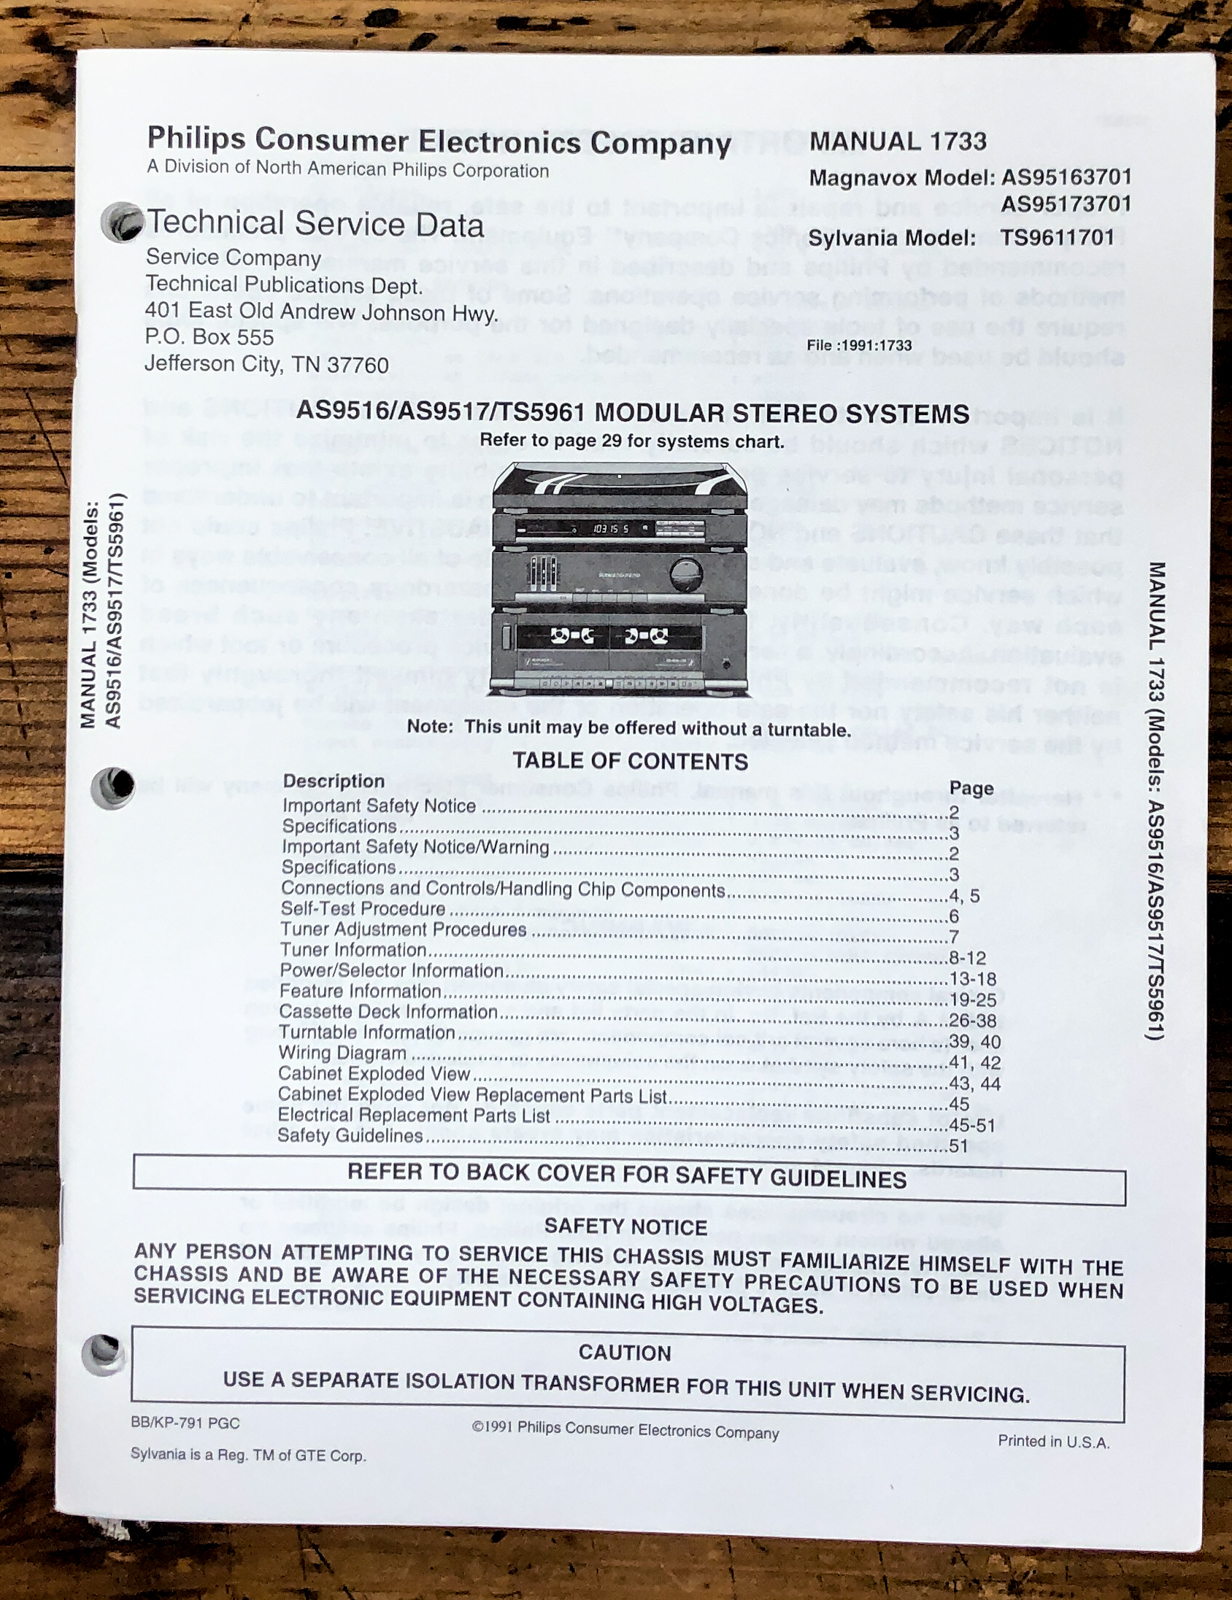 Philips Consumer Electronics Company
A Division of North American Philips Corporation
Technical Service Data
Service Company
Technical Publications Dept.
401 East Old Andrew Johnson Hwy.
P.O. Box 555
Jefferson City, TN 37760
MANUAL 1733
Magnavox Model: AS95163701
AS95173701
Sylvania Model: TS9611701
File :1991:1733
AS9516/AS9517/TS5961 MODULAR STEREO SYSTEMS
Refer to page 29 for systems chart.
103 15 5
Note: This unit may be offered without a turntable.
TABLE OF CONTENTS
Description Page
Important Safety Notice 2
Specifications 3
Important Safety Notice/Warning 2
Specifications 3
Connections and Controls/Handling Chip Components 4, 5
Self-Test Procedure 6
Tuner Adjustment Procedures 7
Tuner Information 8-12
Power/Selector Information 13-18
Feature Information 19-25
Cassette Deck Information 26-38
Turntable Information 39, 40
Wiring Diagram 41, 42
Cabinet Exploded View 43, 44
Cabinet Exploded View Replacement Parts List 45
Electrical Replacement Parts List 45-51
Safety Guidelines 51
REFER TO BACK COVER FOR SAFETY GUIDELINES
SAFETY NOTICE
ANY PERSON ATTEMPTING TO SERVICE THIS CHASSIS MUST FAMILIARIZE HIMSELF WITH THE
CHASSIS AND BE AWARE OF THE NECESSARY SAFETY PRECAUTIONS TO BE USED WHEN
SERVICING ELECTRONIC EQUIPMENT CONTAINING HIGH VOLTAGES.
CAUTION
USE A SEPARATE ISOLATION TRANSFORMER FOR THIS UNIT WHEN SERVICING.
BB/KP-791 PGC
©1991 Philips Consumer Electronics Company
Printed in U.S.A.
Sylvania is a Reg. TM of GTE Corp.
MANUAL 1733 (Models:
AS9516/AS9517/TS5961)
MANUAL 1733 (Models: AS9516/AS9517/TS5961)